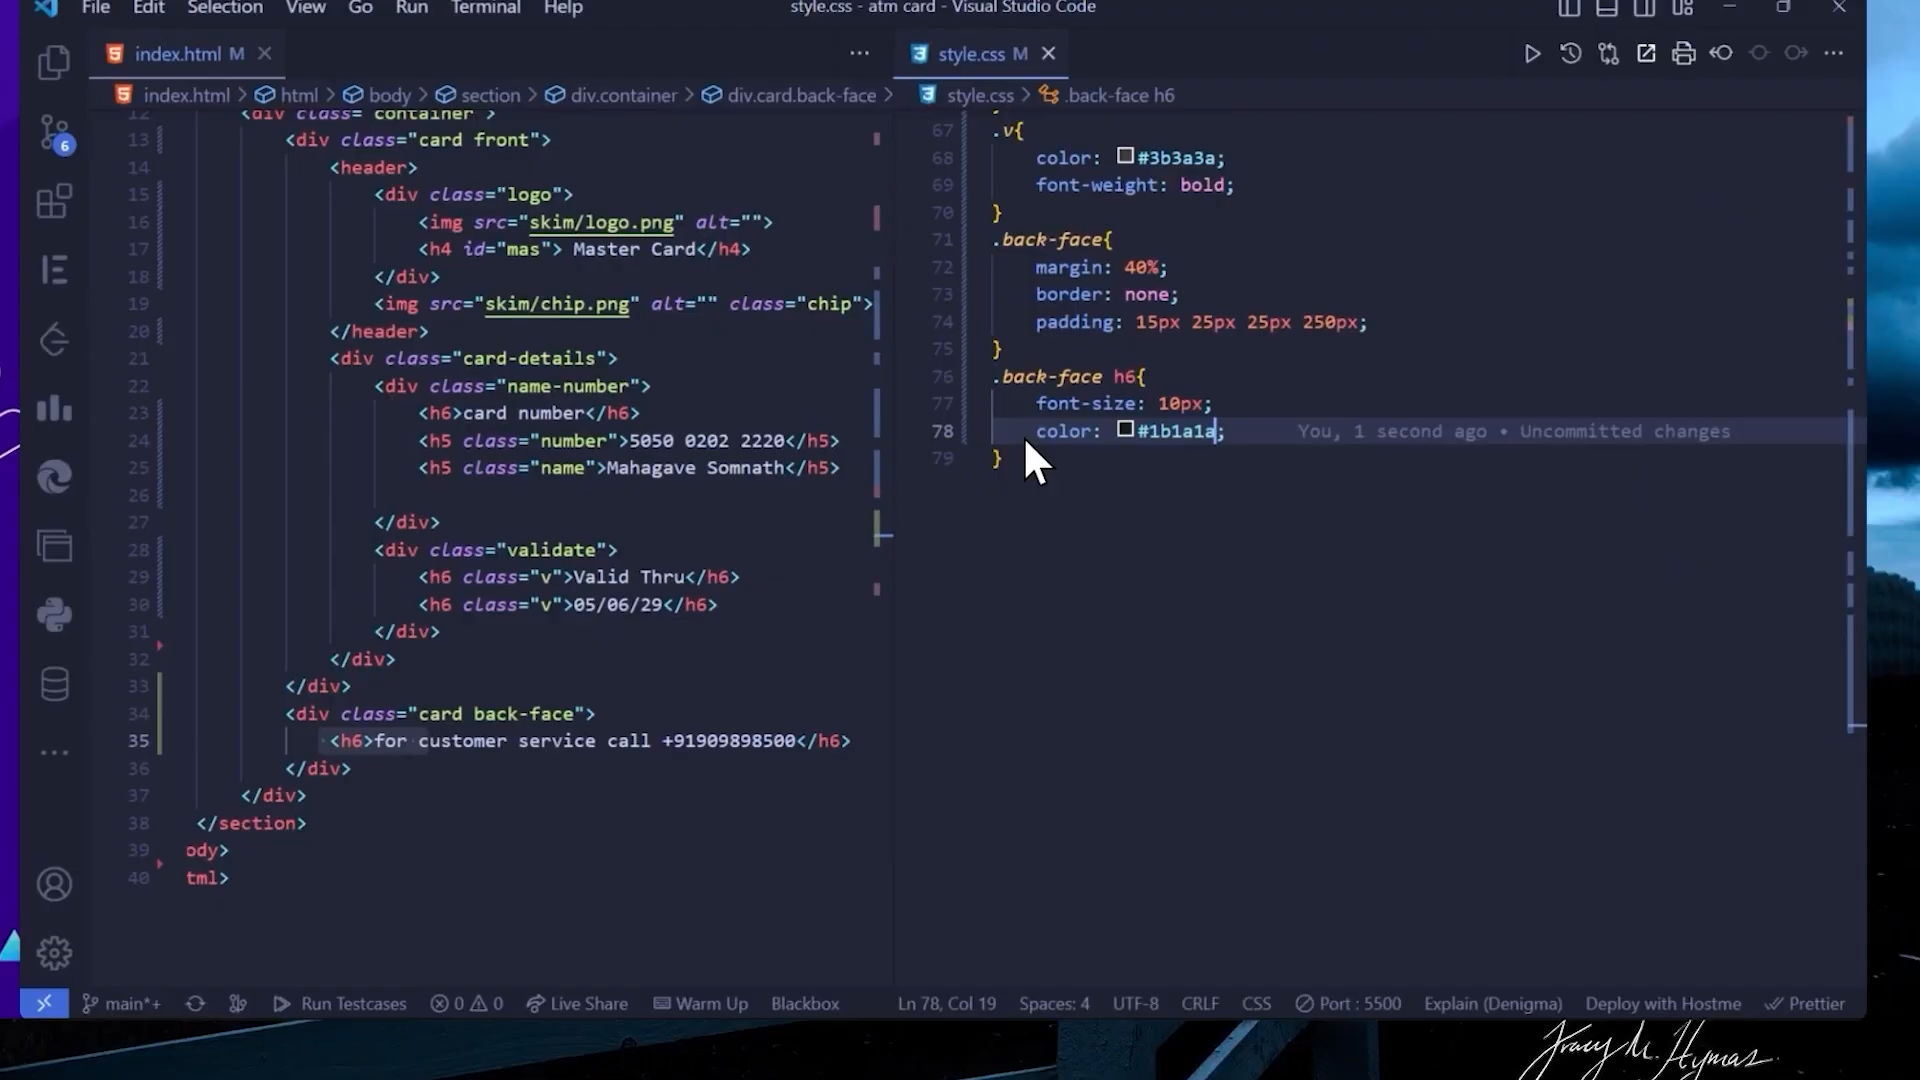 File Edit Selection View Go Run Terminal Help style.css - atm card - Visual Studio Code
index.html M
style.css M
index.html > html > body > section > div.container > div.card.back-face >
style.css > .back-face h6
12 <div class="container">
13 <div class="card front">
14 <header>
15 <div class="logo">
16 <img src="skim/logo.png" alt="">
17 <h4 id="mas"> Master Card</h4>
18 </div>
19 <img src="skim/chip.png" alt="" class="chip">
20 </header>
21 <div class="card-details">
22 <div class="name-number">
23 <h6>card number</h6>
24 <h5 class="number">5050 0202 2220</h5>
25 <h5 class="name">Mahagave Somnath</h5>
26
27 </div>
28 <div class="validate">
29 <h6 class="v">Valid Thru</h6>
30 <h6 class="v">05/06/29</h6>
31 </div>
32 </div>
33 </div>
34 <div class="card back-face">
35 <h6>for customer service call +91909898500</h6>
36 </div>
37 </div>
38 </section>
39 ody>
40 tml>
67 .v{
68 color: #3b3a3a;
69 font-weight: bold;
70 }
71 .back-face{
72 margin: 40%;
73 border: none;
74 padding: 15px 25px 25px 250px;
75 }
76 .back-face h6{
77 font-size: 10px;
78 color: #1b1a1a; You, 1 second ago • Uncommitted changes
79 }
6
main*+ Run Testcases 0 0 Live Share Warm Up Blackbox Ln 78, Col 19 Spaces: 4 UTF-8 CRLF CSS Port : 5500 Explain (Denigma) Deploy with Hostme Prettier
Tracy M. Hymas